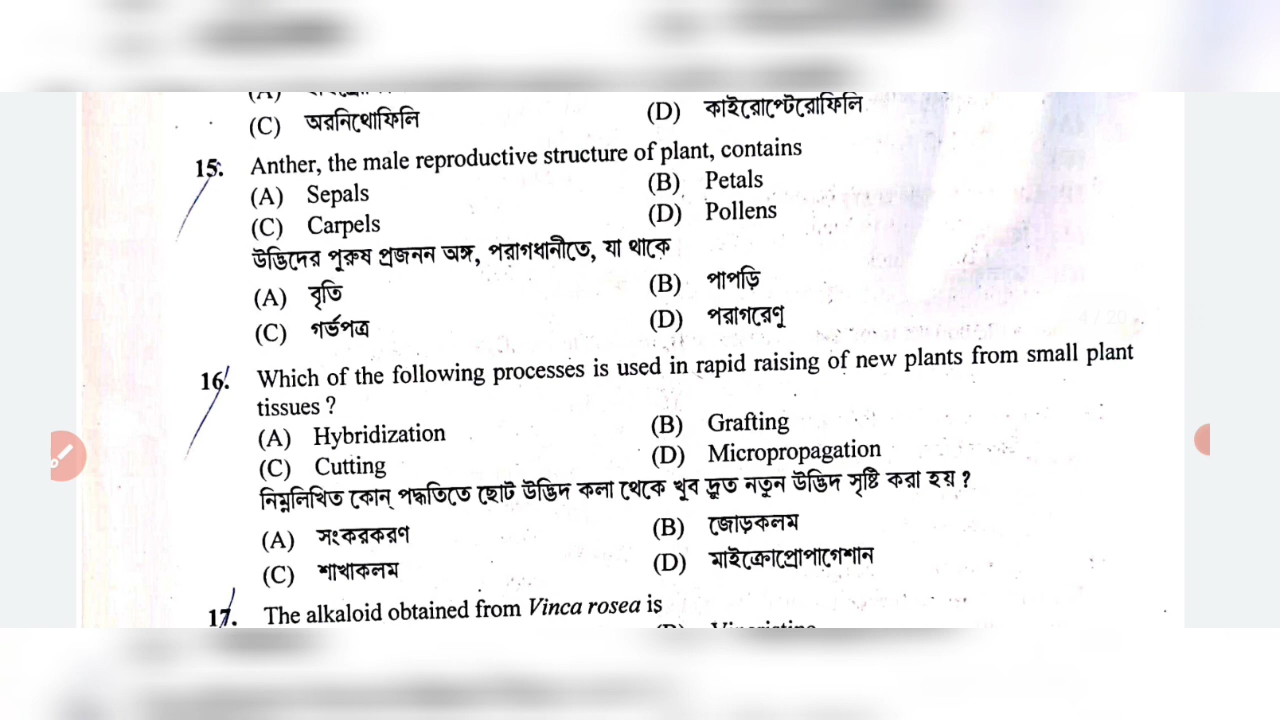 (C) অরনিথোফিলি (D) কাইরোপ্টেরোফিলি
15. Anther, the male reproductive structure of plant, contains
(A) Sepals (B) Petals
(C) Carpels (D) Pollens
উদ্ভিদের পুরুষ প্রজনন অঙ্গ, পরাগধানীতে, যা থাকে
(A) বৃতি (B) পাপড়ি
(C) গর্ভপত্র (D) পরাগরেণু
16. Which of the following processes is used in rapid raising of new plants from small plant
tissues ?
(A) Hybridization (B) Grafting
(C) Cutting (D) Micropropagation
নিম্নলিখিত কোন্ পদ্ধতিতে ছোট উদ্ভিদ কলা থেকে খুব দ্রুত নতুন উদ্ভিদ সৃষ্টি করা হয় ?
(A) সংকরকরণ (B) জোড়কলম
(C) শাখাকলম (D) মাইক্রোপ্রোপাগেশান
17. The alkaloid obtained from Vinca rosea is